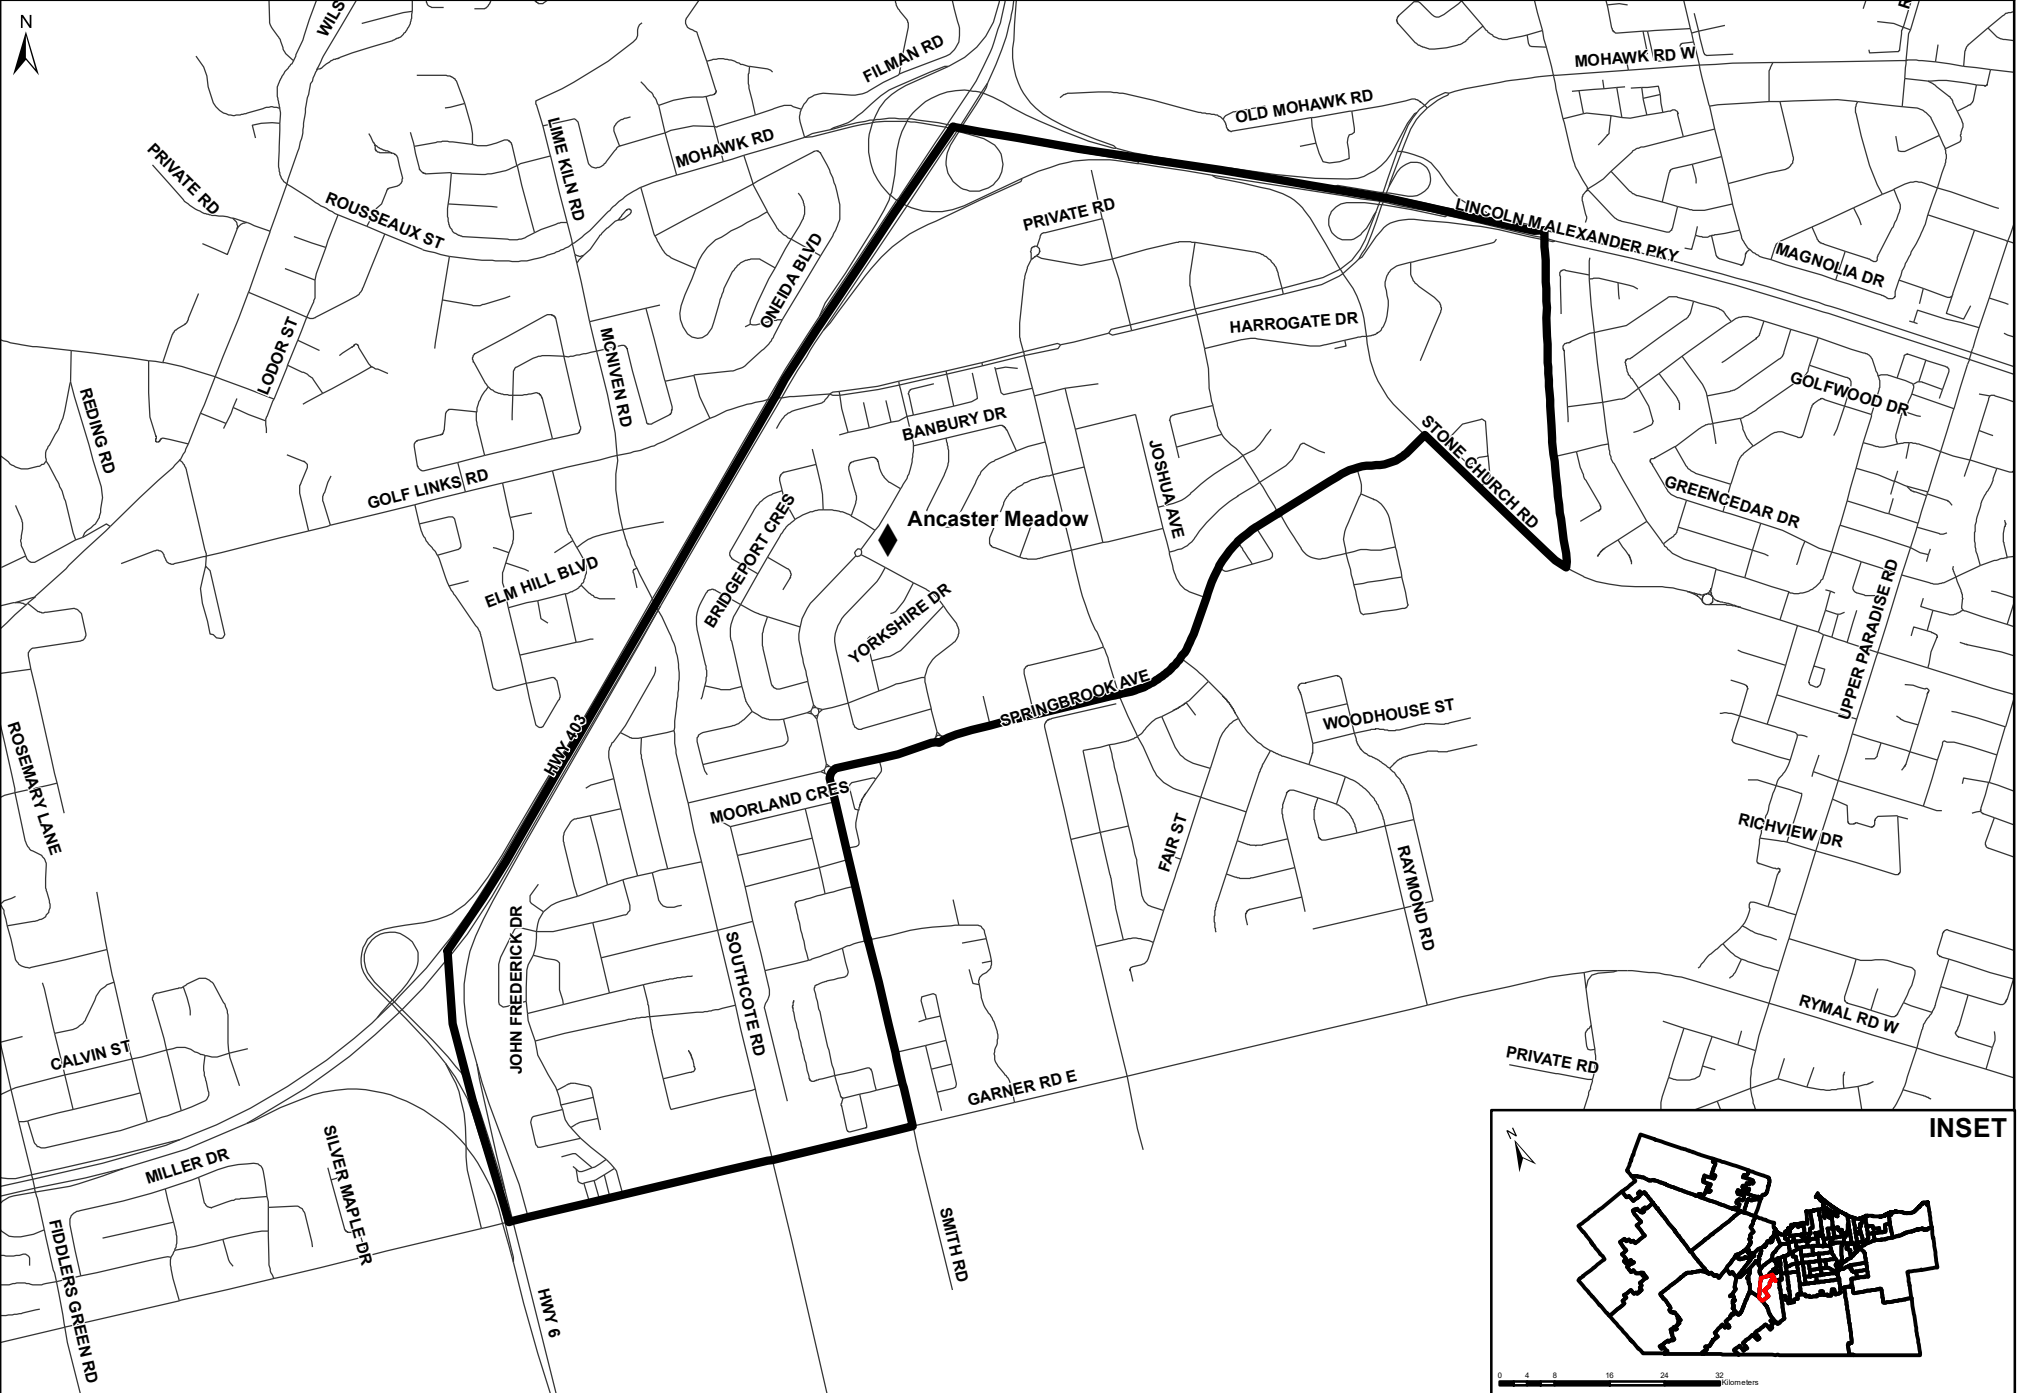 N
WILS
FILMAN RD
MOHAWK RD W
OLD MOHAWK RD
LIME KILN RD
MOHAWK RD
PRIVATE RD
ROUSSEAUX ST
PRIVATE RD
LINCOLN M ALEXANDER PKY
MAGNOLIA DR
ONEIDA BLVD
HARROGATE DR
LODOR ST
MCNIVEN RD
GOLFWOOD DR
REDING RD
BANBURY DR
STONE CHURCH RD
JOSHUA AVE
GOLF LINKS RD
GREENCEDAR DR
BRIDGEPORT CRES
Ancaster Meadow
ELM HILL BLVD
YORKSHIRE DR
UPPER PARADISE RD
SPRINGBROOK AVE
WOODHOUSE ST
HWY 403
ROSEMARY LANE
MOORLAND CRES
FAIR ST
RICHVIEW DR
RAYMOND RD
JOHN FREDERICK DR
SOUTHCOTE RD
RYMAL RD W
CALVIN ST
PRIVATE RD
GARNER RD E
MILLER DR
SILVER MAPLE DR
SMITH RD
FIDDLERS GREEN RD
HWY 6
INSET
N
0 4 8 16 24 32
Kilometers